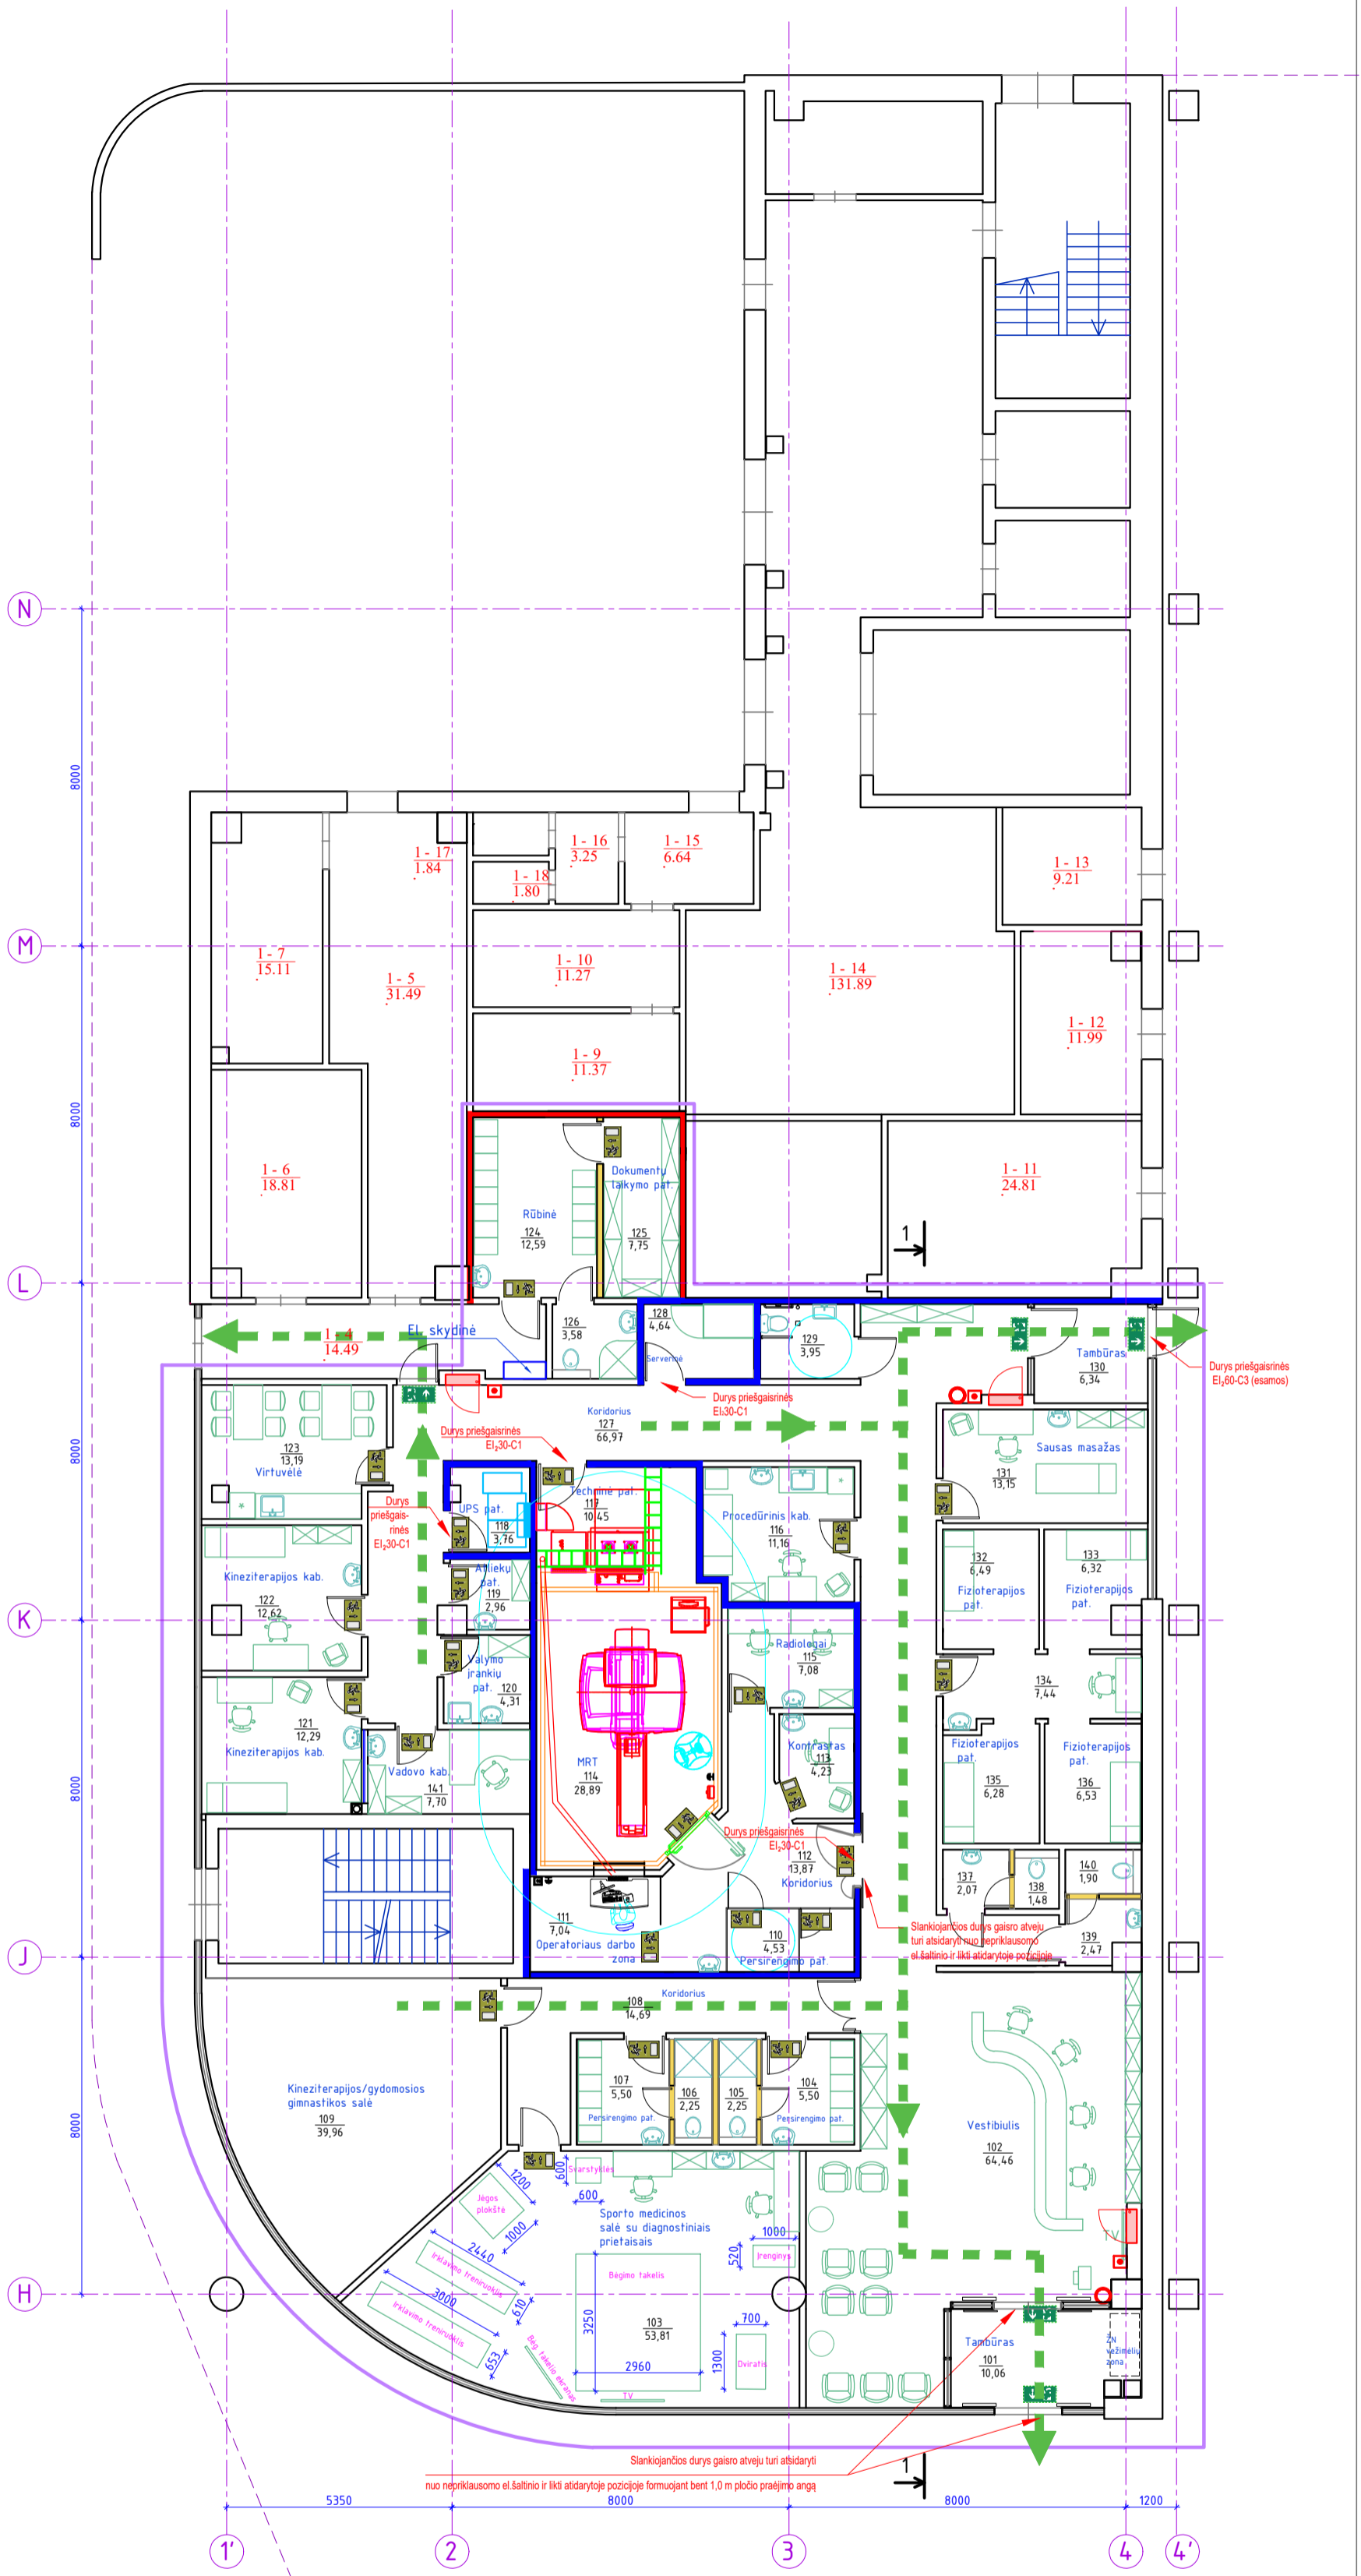 N
8000
1 - 17
1.84
1 - 16
3.25
1 - 15
6.64
1 - 18
1.80
1 - 13
9.21
M
1 - 7
15.11
1 - 5
31.49
1 - 10
11.27
1 - 14
131.89
1 - 12
11.99
1 - 9
11.37
8000
1 - 6
18.81
Dokumentų
laikymo pat.
Rūbinė
124
12,59
125
7,75
1 - 11
24.81
1
L
1 - 4
14.49
El. skydinė
126
3,58
128
4,64
Serverinė
129
3,95
Tambūras
130
6,34
Durys priešgaisrinės
EI₂60-C3 (esamos)
Durys priešgaisrinės
EI₂30-C1
Koridorius
127
66,97
Durys priešgaisrinės
EI₂30-C1
8000
123
13,19
Virtuvėlė
Sausas masažas
131
13,15
Durys
priešgais-
rinės
EI₂30-C1
UPS pat.
118
3,76
Techninė pat.
117
10,45
Procedūrinis kab.
116
11,16
132
6,49
Fizioterapijos
pat.
133
6,32
Fizioterapijos
pat.
Kineziterapijos kab.
122
12,62
Atliekų
pat.
119
2,96
K
Valymo
įrankių
pat.
120
4,31
Radiologai
115
7,08
134
7,44
121
12,29
Kineziterapijos kab.
Vadovo kab.
141
7,70
MRT
114
28,89
Kontrastas
113
4,23
Fizioterapijos
pat.
135
6,28
Fizioterapijos
pat.
136
6,53
8000
Durys priešgaisrinės
EI₂30-C1
112
13,87
Koridorius
137
2,07
138
1,48
140
1,90
139
2,47
111
7,04
Operatoriaus darbo
zona
110
4,53
Persirengimo pat.
Slankiojančios durys gaisro atveju
turi atsidaryti nuo nepriklausomo
el.šaltinio ir likti atidarytoje pozicijoje
J
Koridorius
108
14,69
Kineziterapijos/gydomosios
gimnastikos salė
109
39,96
107
5,50
Persirengimo pat.
106
2,25
105
2,25
104
5,50
Persirengimo pat.
Vestibiulis
102
64,46
8000
Svarstyklės
600
600
1200
Jėgos
plokštė
1000
Sporto medicinos
salė su diagnostiniais
prietaisais
1000
520
Įrenginys
TV
2440
Irklavimo treniruoklis
610
3000
Irklavimo treniruoklis
653
Bėgimo takelis
3250
2960
103
53,81
700
1300
Dviratis
Bėg. takelio ekranas
TV
H
Tambūras
101
10,06
ŽN
vežimėlių
zona
Slankiojančios durys gaisro atveju turi atsidaryti
nuo nepriklausomo el.šaltinio ir likti atidarytoje pozicijoje formuojant bent 1,0 m pločio praėjimo angą
1
5350
8000
8000
1200
1'
2
3
4
4'